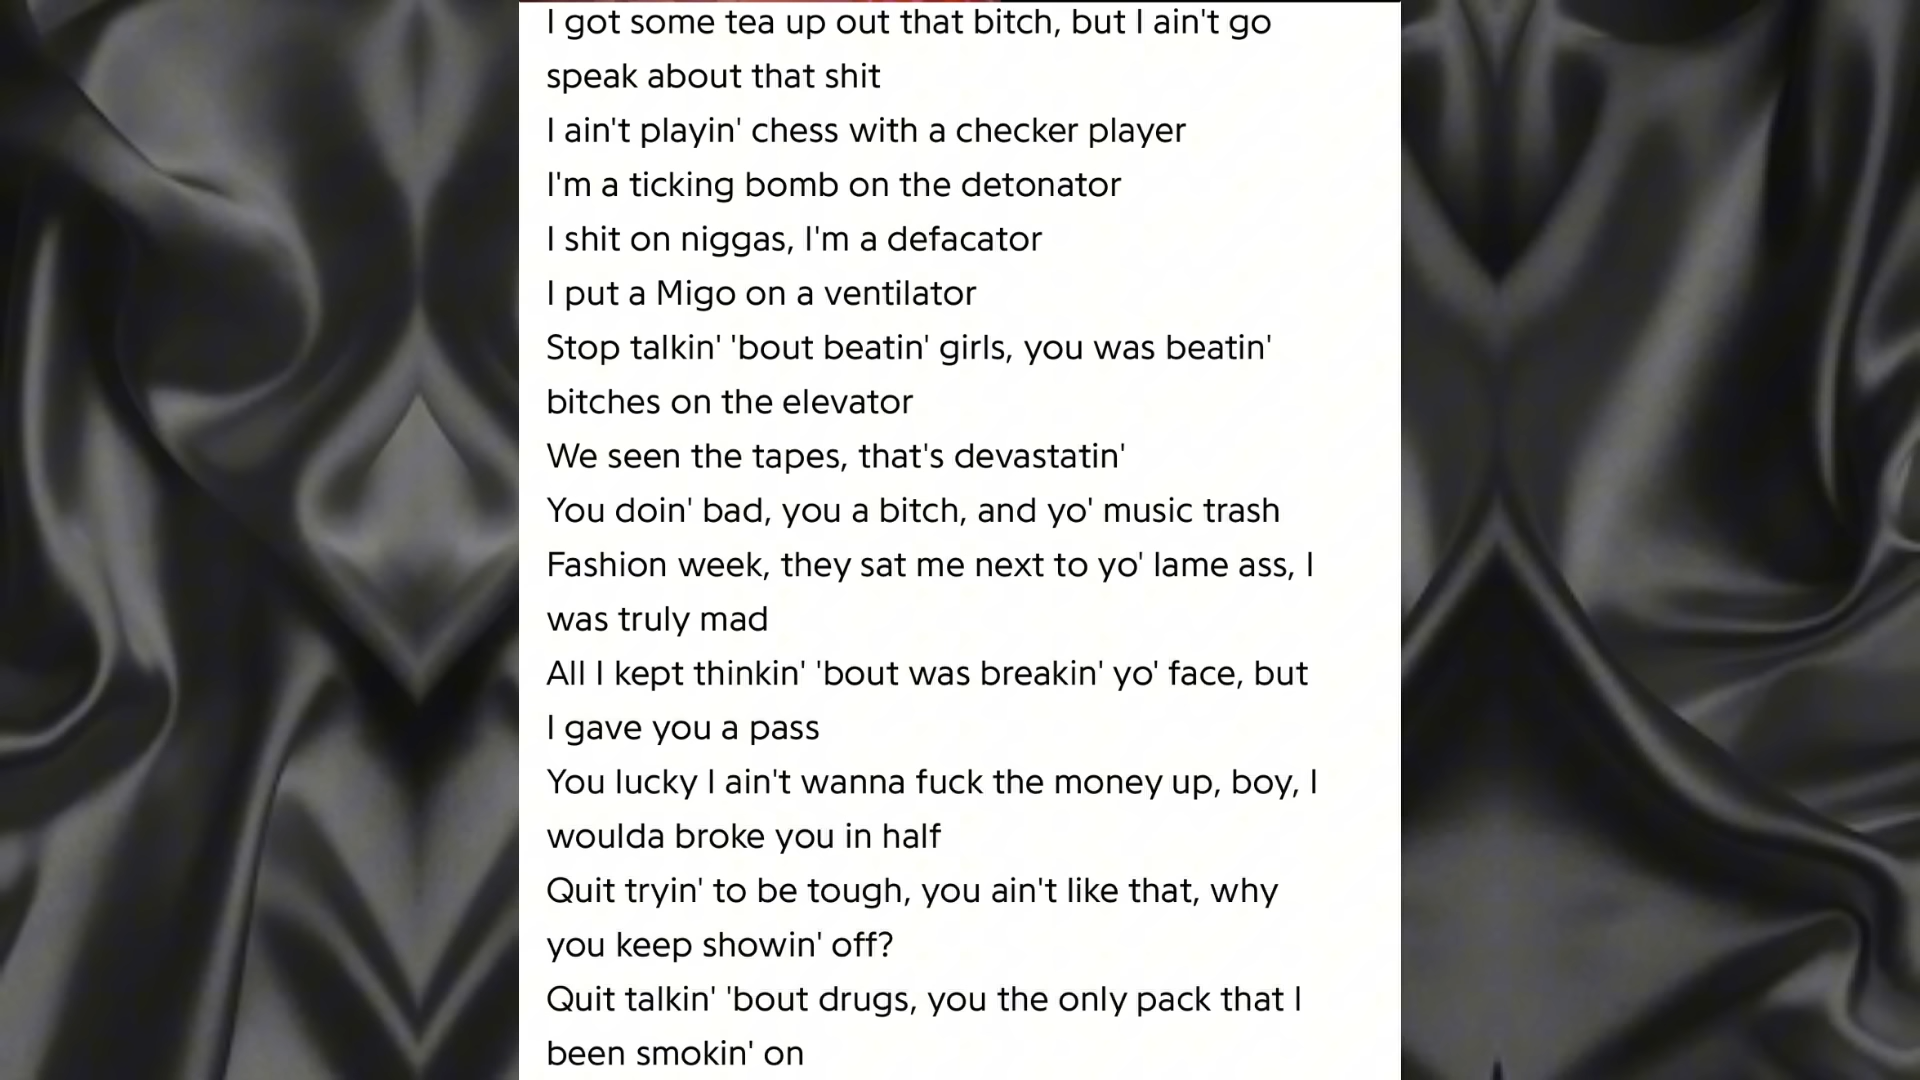 I got some tea up out that bitch, but I ain't go
speak about that shit
I ain't playin' chess with a checker player
I'm a ticking bomb on the detonator
I shit on niggas, I'm a defacator
I put a Migo on a ventilator
Stop talkin' 'bout beatin' girls, you was beatin'
bitches on the elevator
We seen the tapes, that's devastatin'
You doin' bad, you a bitch, and yo' music trash
Fashion week, they sat me next to yo' lame ass, I
was truly mad
All I kept thinkin' 'bout was breakin' yo' face, but
I gave you a pass
You lucky I ain't wanna fuck the money up, boy, I
woulda broke you in half
Quit tryin' to be tough, you ain't like that, why
you keep showin' off?
Quit talkin' 'bout drugs, you the only pack that I
been smokin' on